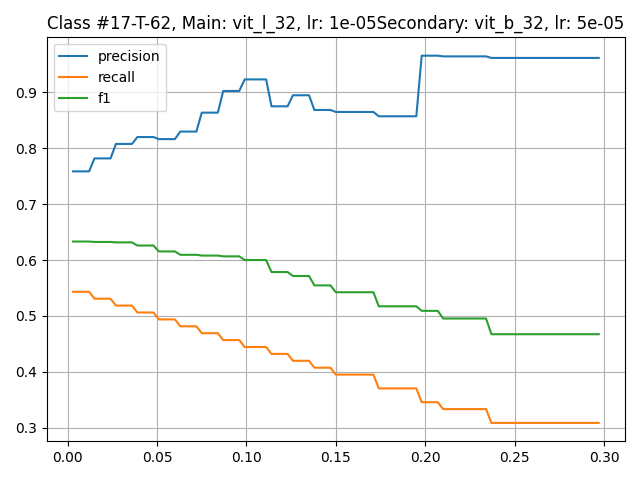 Class #17-T-62, Main: vit_l_32, lr: 1e-05Secondary: vit_b_32, lr: 5e-05
precision
recall
f1
0.9
0.8
0.7
0.6
0.5
0.4
0.3
0.00 0.05 0.10 0.15 0.20 0.25 0.30